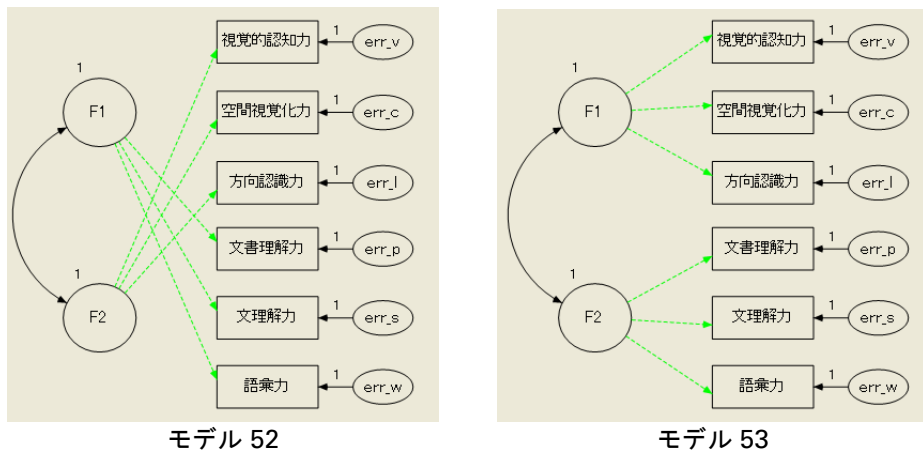 視覚的認知力
1
err_v
1
F1
空間視覚化力
1
err_c
方向認識力
1
err_l
文書理解力
1
err_p
1
F2
文理解力
1
err_s
語彙力
1
err_w
モデル 52
視覚的認知力
1
err_v
1
F1
空間視覚化力
1
err_c
方向認識力
1
err_l
文書理解力
1
err_p
1
F2
文理解力
1
err_s
語彙力
1
err_w
モデル 53